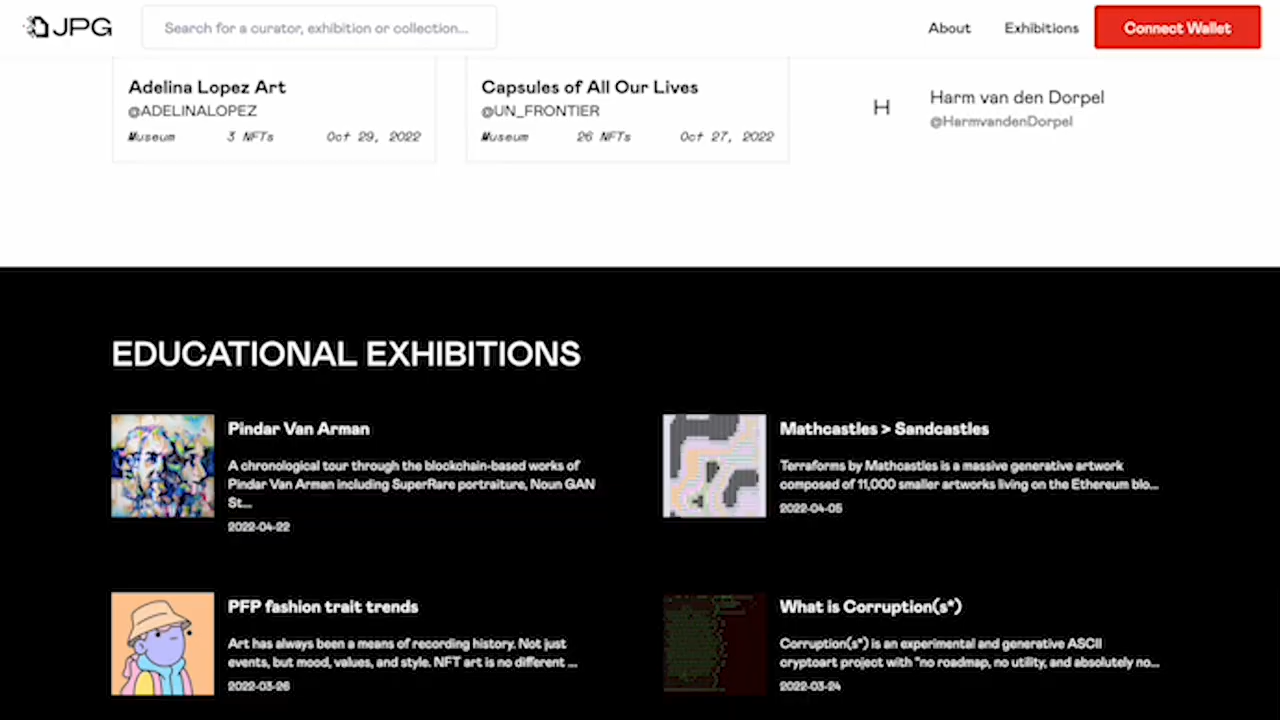 JPG
Search for a curator, exhibition or collection...
About
Exhibitions
Connect Wallet
Adelina Lopez Art
@ADELINALOPEZ
Museum 3 NFTs Oct 29, 2022
Capsules of All Our Lives
@UN_FRONTIER
Museum 26 NFTs Oct 27, 2022
H
Harm van den Dorpel
@HarmvandenDorpel
EDUCATIONAL EXHIBITIONS
Pindar Van Arman
A chronological tour through the blockchain-based works of
Pindar Van Arman including SuperRare portraiture, Noun GAN
St...
2022-04-22
Mathcastles > Sandcastles
Terraforms by Mathcastles is a massive generative artwork
composed of 11,000 smaller artworks living on the Ethereum blo...
2022-04-05
PFP fashion trait trends
Art has always been a means of recording history. Not just
events, but mood, values, and style. NFT art is no different ...
2022-03-26
What is Corruption(s*)
Corruption(s*) is an experimental and generative ASCII
cryptoart project with "no roadmap, no utility, and absolutely no...
2022-03-24